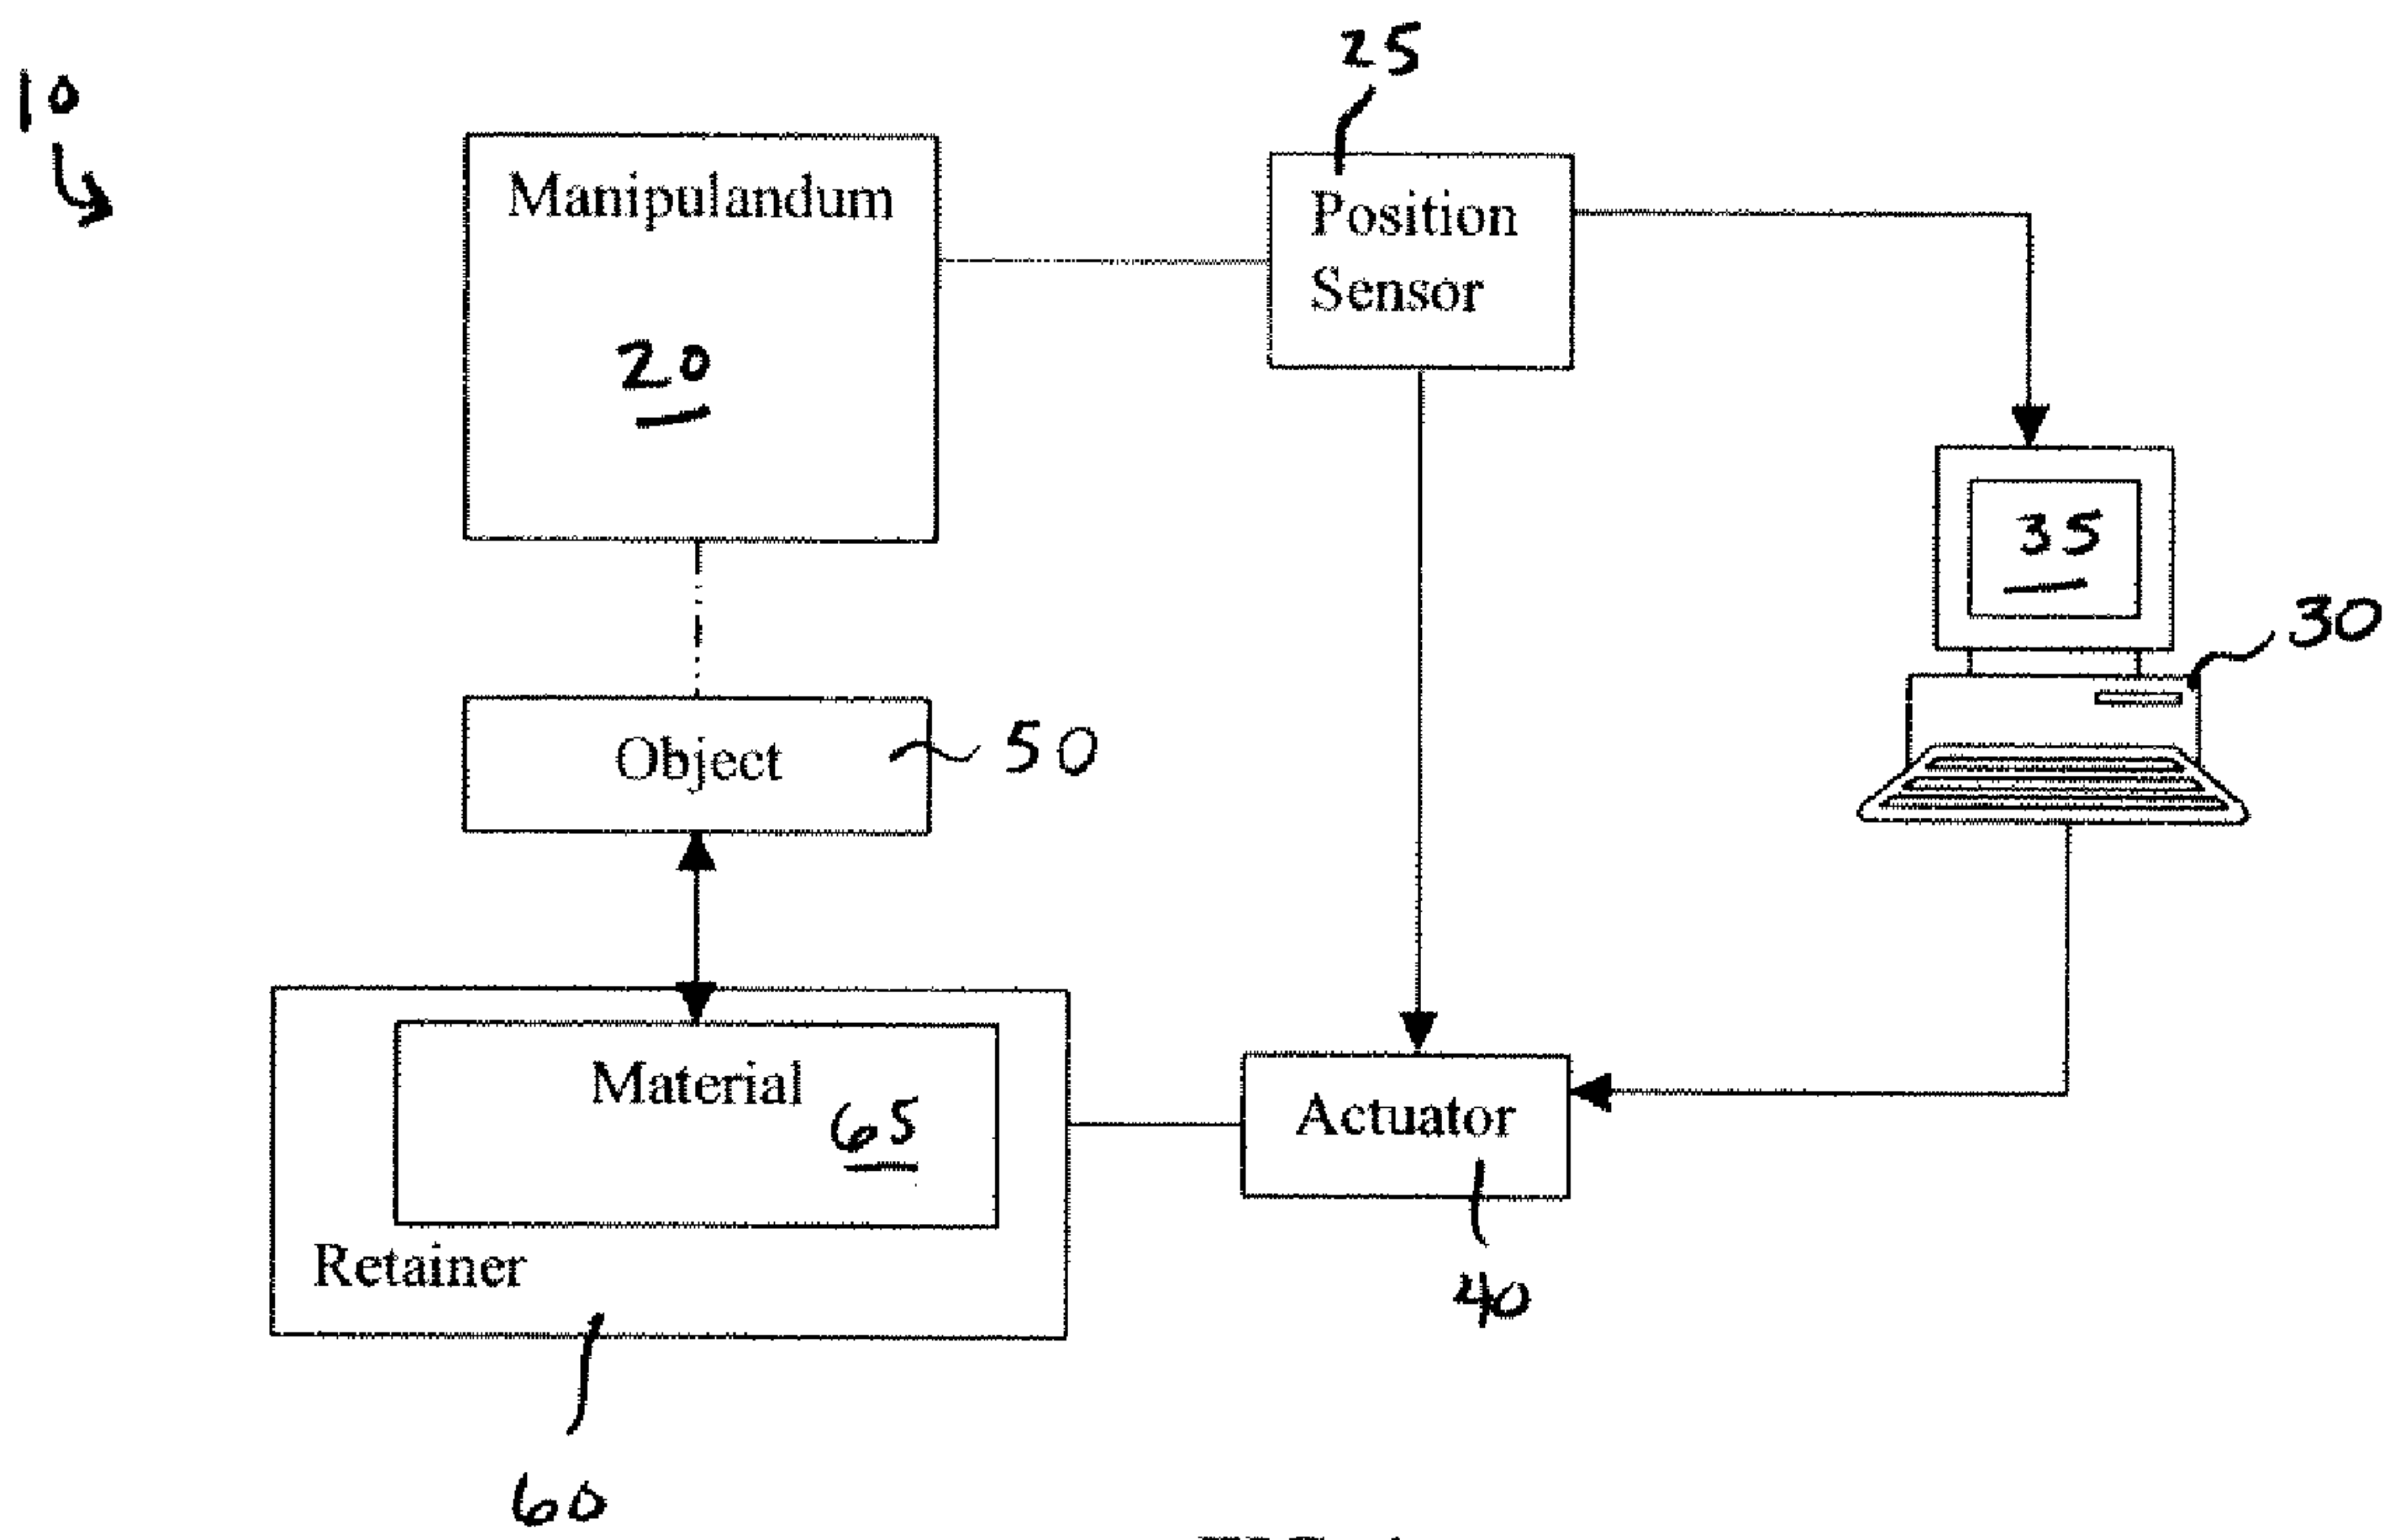 10
25
Manipulandum
20
Position
Sensor
35
30
Object
50
Material
65
Retainer
60
Actuator
40